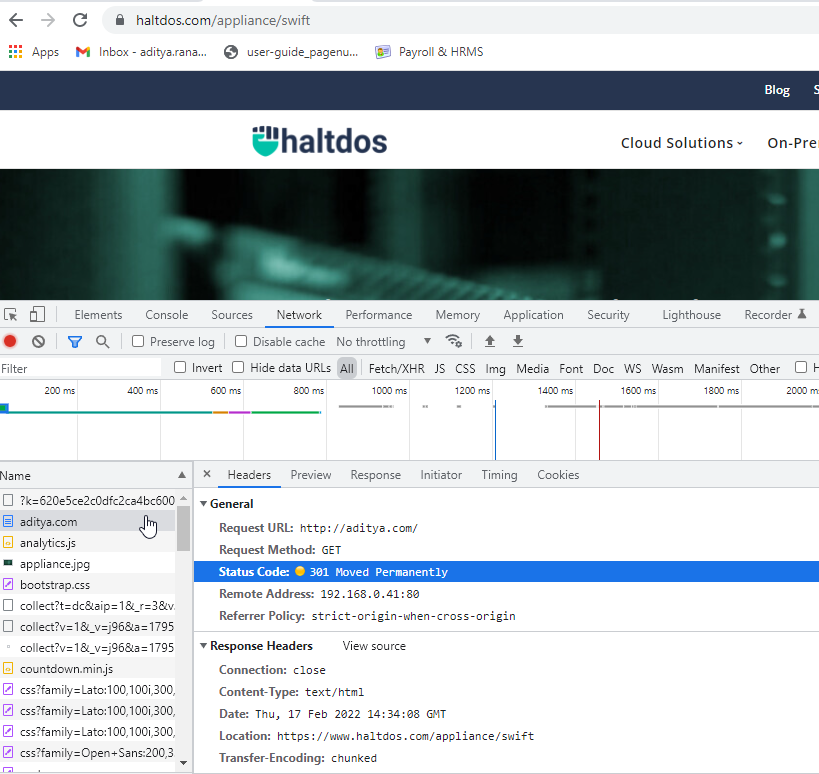 haltdos.com/appliance/swift
Apps Inbox - aditya.rana... user-guide_pagenu... Payroll & HRMS
Blog S
haltdos Cloud Solutions On-Pre
Elements Console Sources Network Performance Memory Application Security Lighthouse Recorder
Preserve log Disable cache No throttling
Filter Invert Hide data URLs All Fetch/XHR JS CSS Img Media Font Doc WS Wasm Manifest Other H
200 ms 400 ms 600 ms 800 ms 1000 ms 1200 ms 1400 ms 1600 ms 1800 ms 2000 m
Name
?k=620e5ce2c0dfc2ca4bc600
aditya.com
analytics.js
appliance.jpg
bootstrap.css
collect?t=dc&aip=1&_r=3&v
collect?v=1&_v=j96&a=1795
collect?v=1&_v=j96&a=1795
countdown.min.js
css?family=Lato:100,100i,300,
css?family=Lato:100,100i,300,
css?family=Lato:100,100i,300,
css?family=Open+Sans:200,3
× Headers Preview Response Initiator Timing Cookies
General
Request URL: http://aditya.com/
Request Method: GET
Status Code: 301 Moved Permanently
Remote Address: 192.168.0.41:80
Referrer Policy: strict-origin-when-cross-origin
Response Headers View source
Connection: close
Content-Type: text/html
Date: Thu, 17 Feb 2022 14:34:08 GMT
Location: https://www.haltdos.com/appliance/swift
Transfer-Encoding: chunked